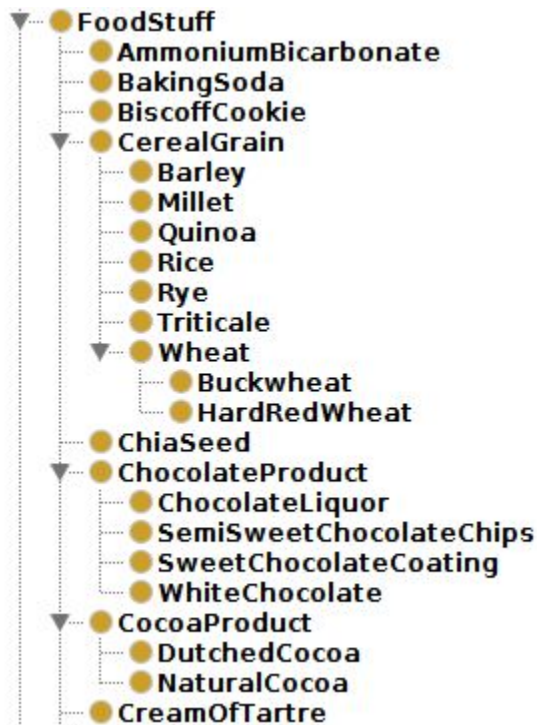 FoodStuff
AmmoniumBicarbonate
BakingSoda
BiscoffCookie
CerealGrain
Barley
Millet
Quinoa
Rice
Rye
Triticale
Wheat
Buckwheat
HardRedWheat
ChiaSeed
ChocolateProduct
ChocolateLiquor
SemiSweetChocolateChips
SweetChocolateCoating
WhiteChocolate
CocoaProduct
DutchedCocoa
NaturalCocoa
CreamOfTartre